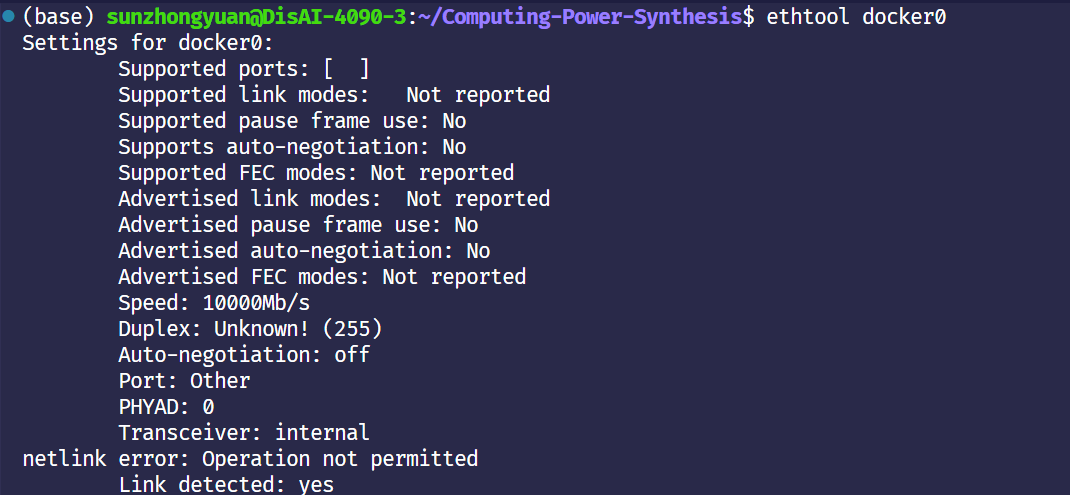 (base) sunzhongyuan@DisAI-4090-3:~/Computing-Power-Synthesis$ ethtool docker0
Settings for docker0:
        Supported ports: [  ]
        Supported link modes:   Not reported
        Supported pause frame use: No
        Supports auto-negotiation: No
        Supported FEC modes: Not reported
        Advertised link modes:  Not reported
        Advertised pause frame use: No
        Advertised auto-negotiation: No
        Advertised FEC modes: Not reported
        Speed: 10000Mb/s
        Duplex: Unknown! (255)
        Auto-negotiation: off
        Port: Other
        PHYAD: 0
        Transceiver: internal
netlink error: Operation not permitted
        Link detected: yes